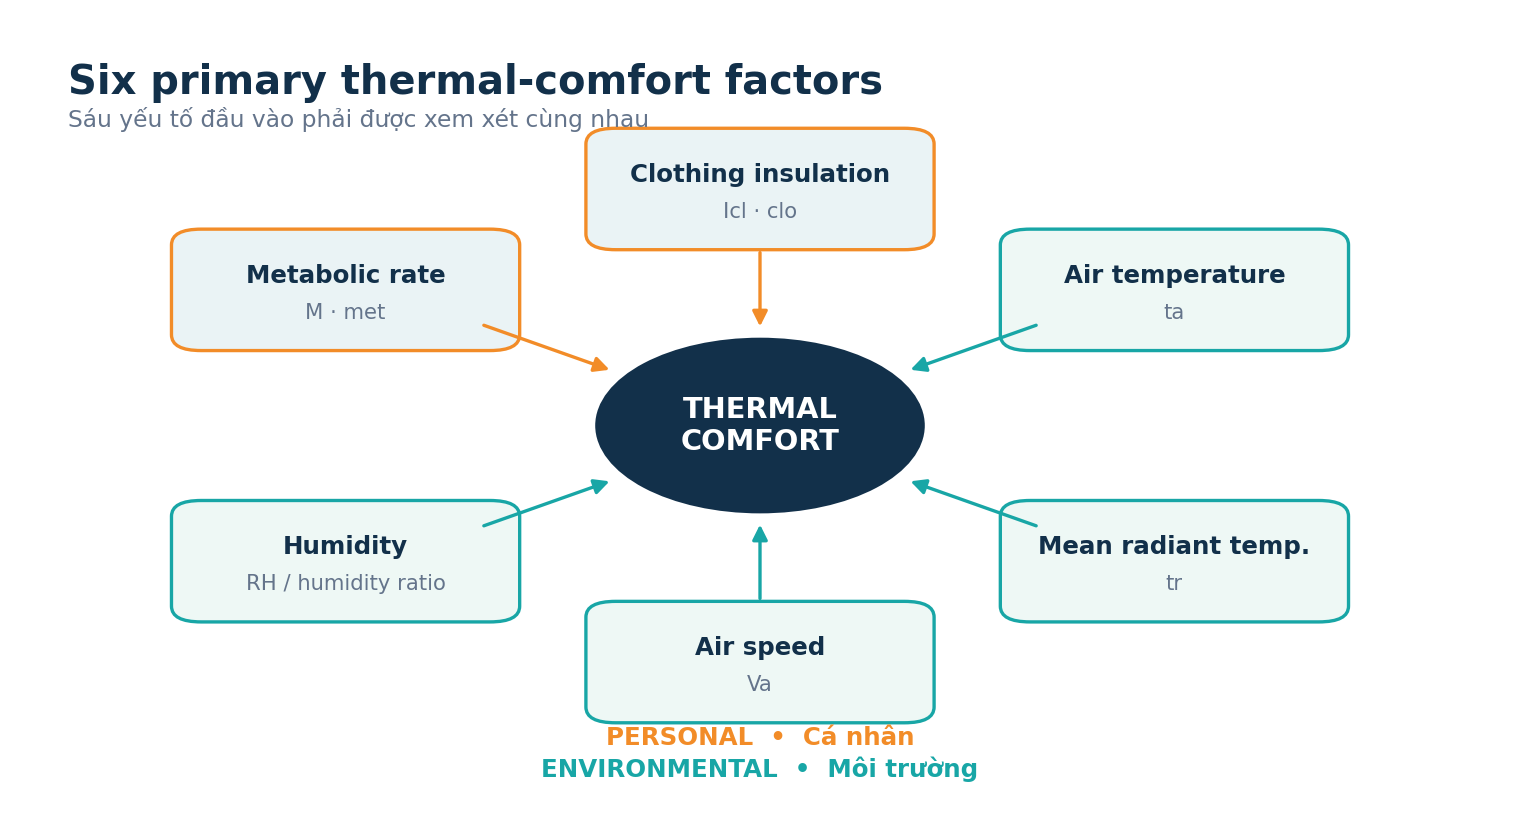 Six primary thermal-comfort factors
Sáu yếu tố đầu vào phải được xem xét cùng nhau
Clothing insulation
Icl · clo
Metabolic rate
M · met
Air temperature
ta
THERMAL
COMFORT
Humidity
RH / humidity ratio
Mean radiant temp.
tr
Air speed
Va
PERSONAL • Cá nhân
ENVIRONMENTAL • Môi trường